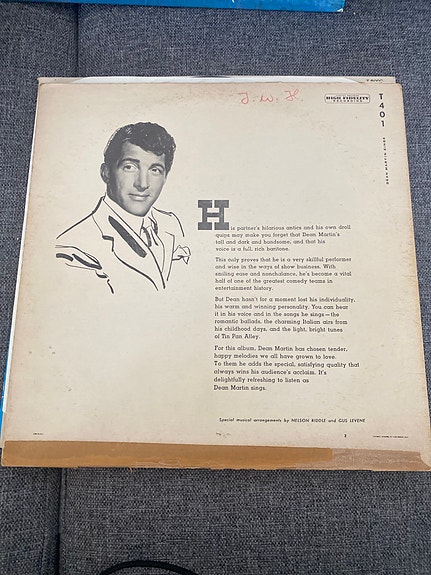 J. W. H.
HIGH FIDELITY
RECORDING
T401
DEAN MARTIN SINGS
His partner's hilarious antics and his own droll
quips may make you forget that Dean Martin's
tall and dark and handsome, and that his
voice is a full, rich baritone.
This only proves that he is a very skillful performer
and wise in the ways of show business. With
smiling ease and nonchalance, he's become a vital
half of one of the greatest comedy teams in
entertainment history.
But Dean hasn't for a moment lost his individuality,
his warm and winning personality. You can hear
it in his voice and in the songs he sings—the
romantic ballads, the charming Italian airs from
his childhood days, and the light, bright tunes
of Tin Pan Alley.
For this album, Dean Martin has chosen tender,
happy melodies we all have grown to love.
To them he adds the special, satisfying quality that
always wins his audience's acclaim. It's
delightfully refreshing to listen as
Dean Martin sings.
Special musical arrangements by NELSON RIDDLE and GUS LEVENE